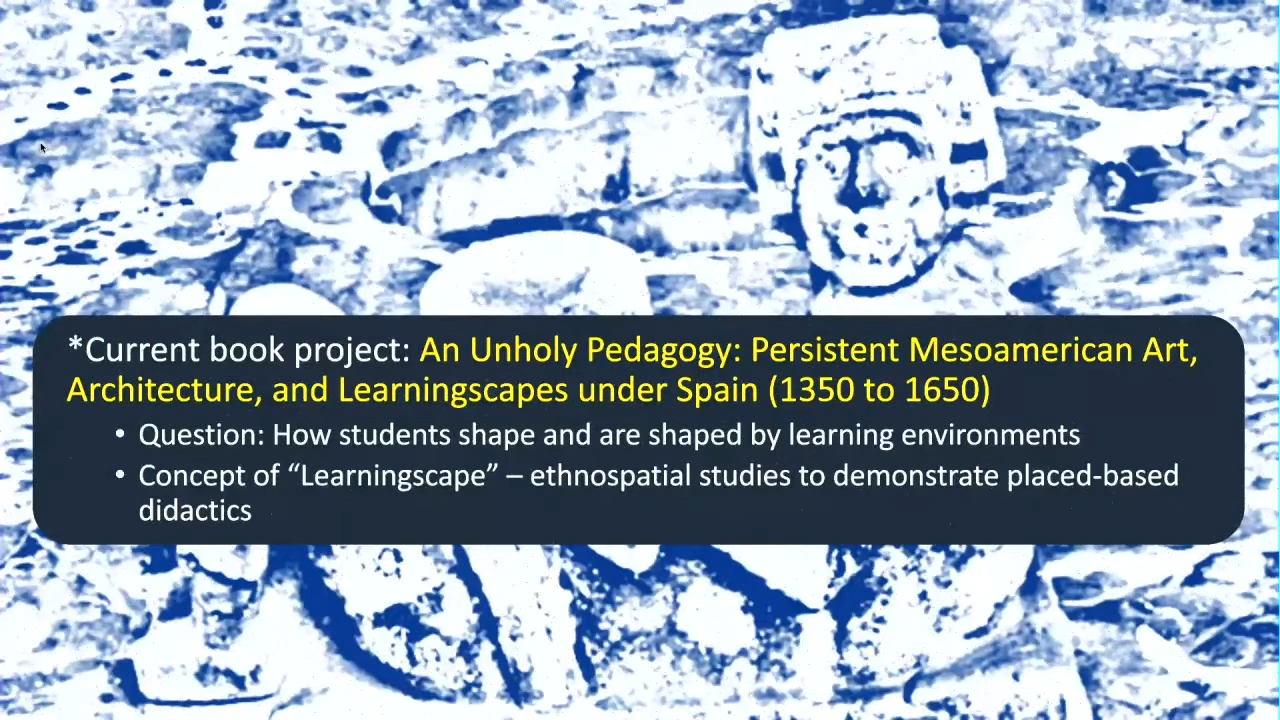 *Current book project: An Unholy Pedagogy: Persistent Mesoamerican Art,
Architecture, and Learningscapes under Spain (1350 to 1650)
• Question: How students shape and are shaped by learning environments
• Concept of “Learningscape” – ethnospatial studies to demonstrate placed-based
didactics